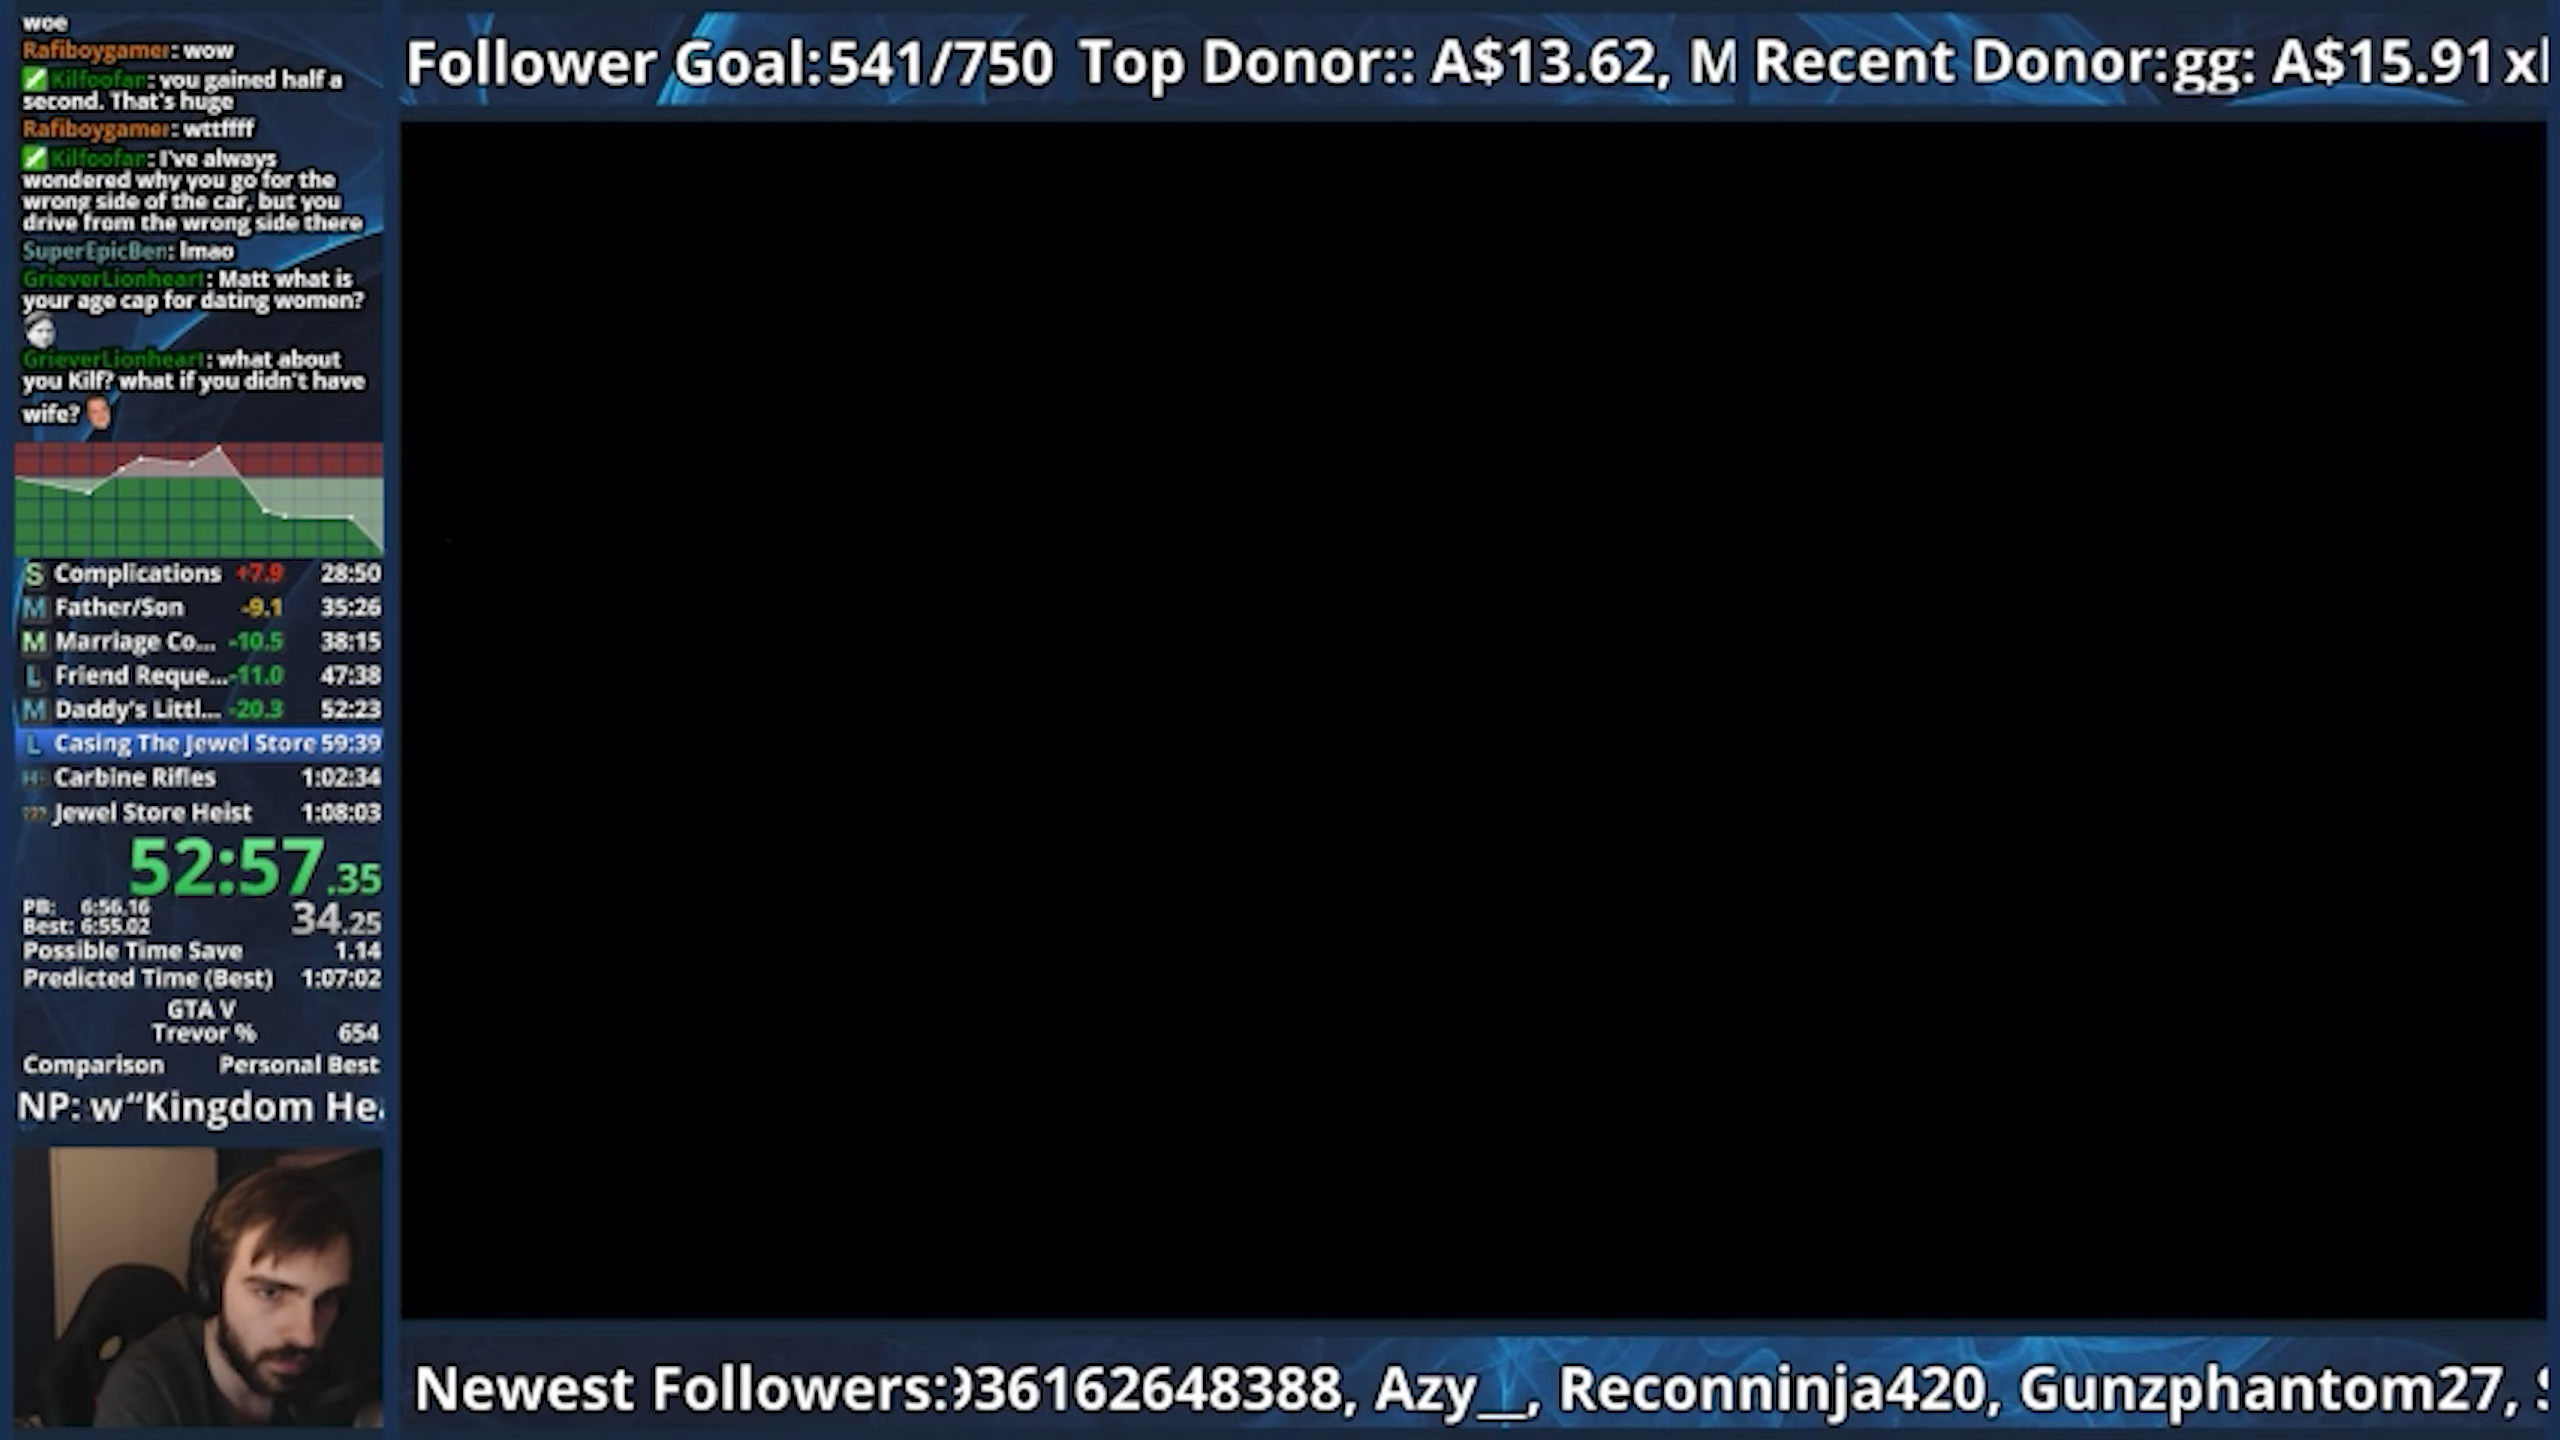 woe
Rafiboygamer: wow
Kilfoofan: you gained half a
second. That's huge
Rafiboygamer: wttffff
Kilfoofan: I've always
wondered why you go for the
wrong side of the car, but you
drive from the wrong side there
SuperEpicBen: lmao
GrieverLionheart: Matt what is
your age cap for dating women?
GrieverLionheart: what about
you Kilf? what if you didn't have
wife?
Follower Goal: 541/750 Top Donor:: A$13.62, M Recent Donor: gg: A$15.91 xl
S Complications +7.9 28:50
M Father/Son -9.1 35:26
M Marriage Co... -10.5 38:15
L Friend Reque... -11.0 47:38
M Daddy's Littl... -20.3 52:23
L Casing The Jewel Store 59:39
Carbine Rifles 1:02:34
??? Jewel Store Heist 1:08:03
52:57.35
PB: 6:56.16
Best: 6:55.02
34.25
Possible Time Save 1.14
Predicted Time (Best) 1:07:02
GTA V
Trevor % 654
Comparison Personal Best
NP: w“Kingdom Hea
Newest Followers: 936162648388, Azy__, Reconninja420, Gunzphantom27, S